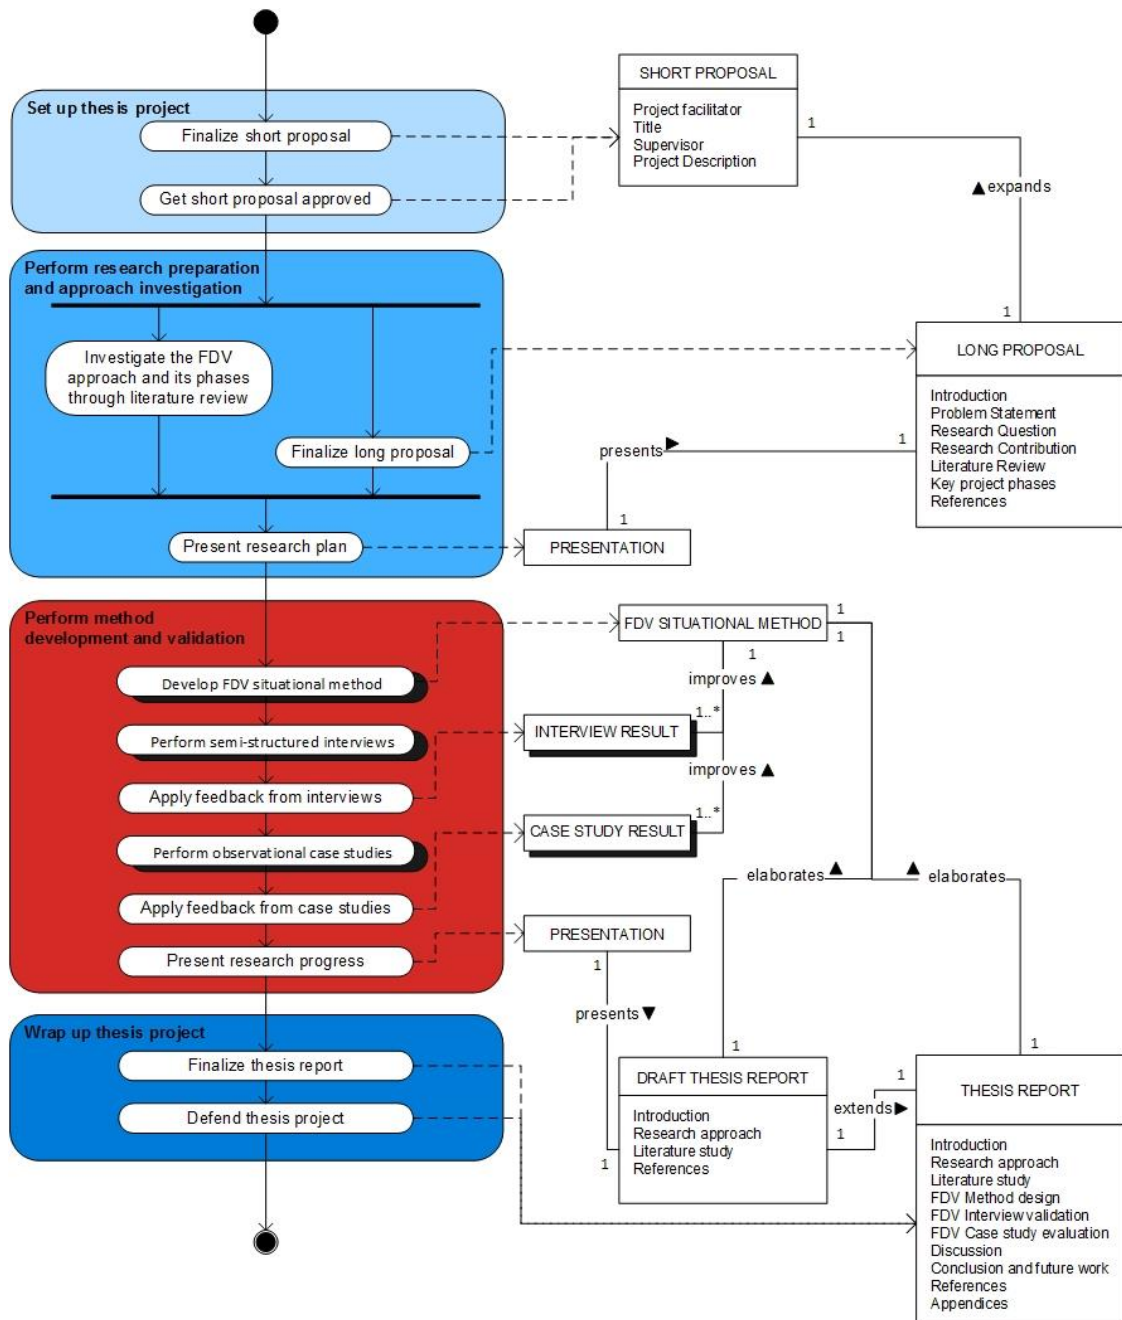 Set up thesis project
Finalize short proposal
Get short proposal approved
SHORT PROPOSAL
Project facilitator
Title
Supervisor
Project Description
1
▲ expands
1
Perform research preparation
and approach investigation
Investigate the FDV
approach and its phases
through literature review
Finalize long proposal
Present research plan
LONG PROPOSAL
Introduction
Problem Statement
Research Question
Research Contribution
Literature Review
Key project phases
References
1
presents ►
1
PRESENTATION
Perform method
development and validation
Develop FDV situational method
Perform semi-structured interviews
Apply feedback from interviews
Perform observational case studies
Apply feedback from case studies
Present research progress
FDV SITUATIONAL METHOD
1
1
1
improves ▲
1..*
INTERVIEW RESULT
improves ▲
1..*
CASE STUDY RESULT
elaborates ▲
▲ elaborates
PRESENTATION
1
presents ▼
1
1
Wrap up thesis project
Finalize thesis report
Defend thesis project
DRAFT THESIS REPORT
Introduction
Research approach
Literature study
References
1
1
extends ►
1
THESIS REPORT
Introduction
Research approach
Literature study
FDV Method design
FDV Interview validation
FDV Case study evaluation
Discussion
Conclusion and future work
References
Appendices